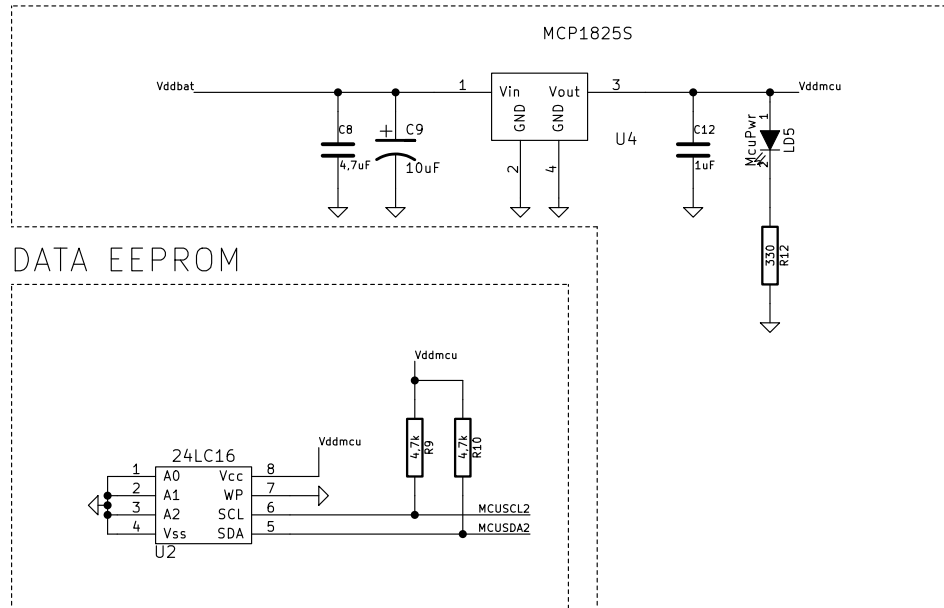 MCP1825S
Vddbat
1
Vin
Vout
3
Vddmcu
GND
GND
U4
2
4
C8
4,7uF
+
C9
10uF
C12
1uF
McuPwr
1
2
LD5
330
R12
DATA EEPROM
Vddmcu
4,7k
R9
4,7k
R10
Vddmcu
24LC16
1
A0
Vcc
8
2
A1
WP
7
3
A2
SCL
6
MCUSCL2
4
Vss
SDA
5
MCUSDA2
U2